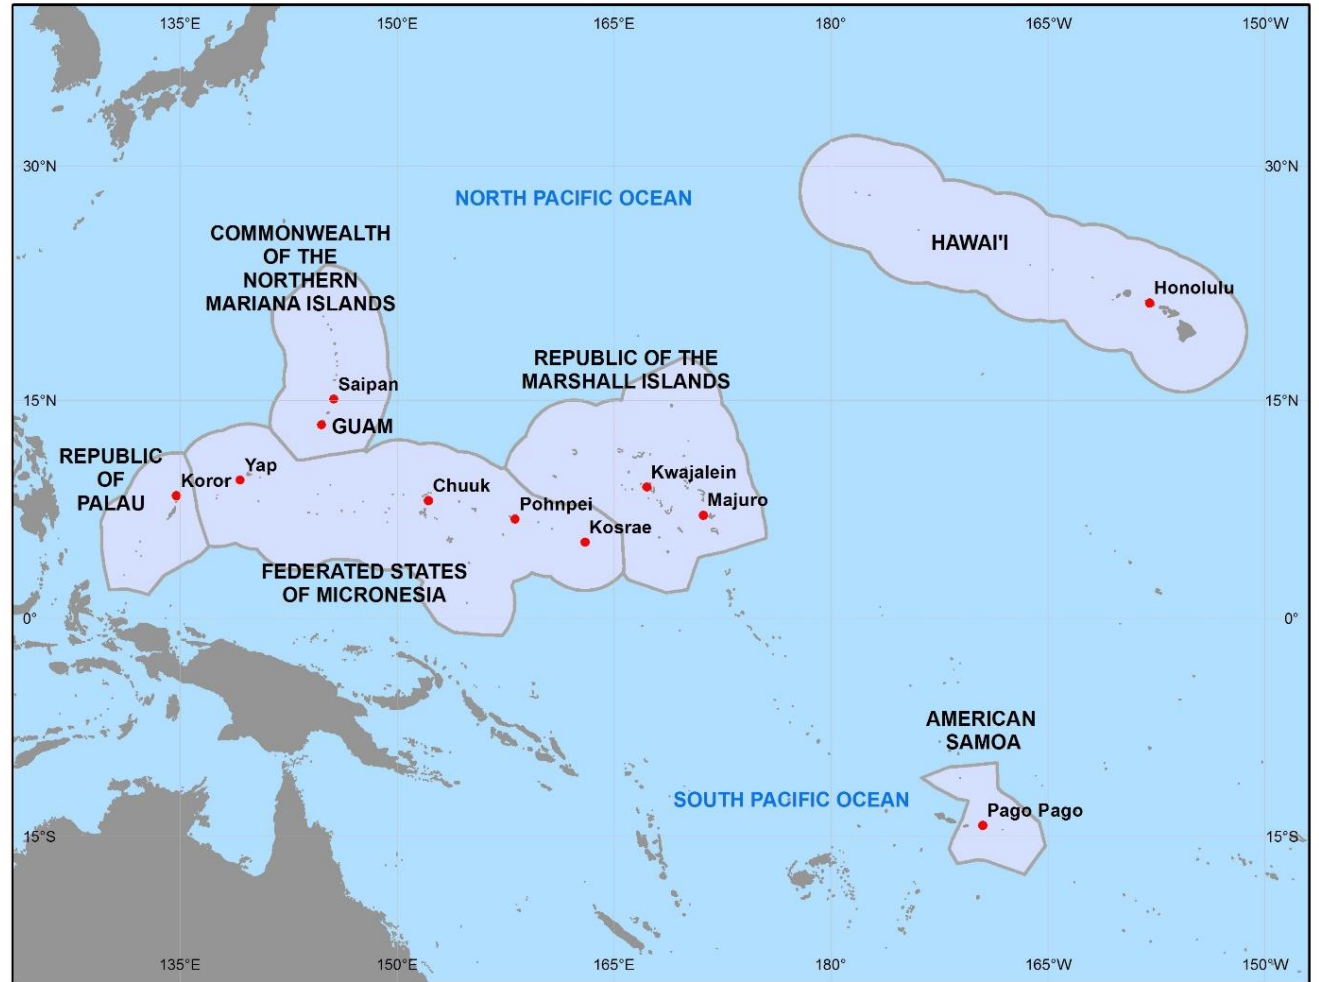 135°E
150°E
165°E
180°
165°W
150°W
30°N
30°N
NORTH PACIFIC OCEAN
COMMONWEALTH
OF THE
NORTHERN
MARIANA ISLANDS
HAWAI'I
Honolulu
REPUBLIC OF THE
MARSHALL ISLANDS
Saipan
15°N
15°N
GUAM
REPUBLIC
OF
PALAU
Koror
Yap
Chuuk
Pohnpei
Kosrae
Kwajalein
Majuro
FEDERATED STATES
OF MICRONESIA
0°
0°
AMERICAN
SAMOA
SOUTH PACIFIC OCEAN
Pago Pago
15°S
15°S
135°E
150°E
165°E
180°
165°W
150°W